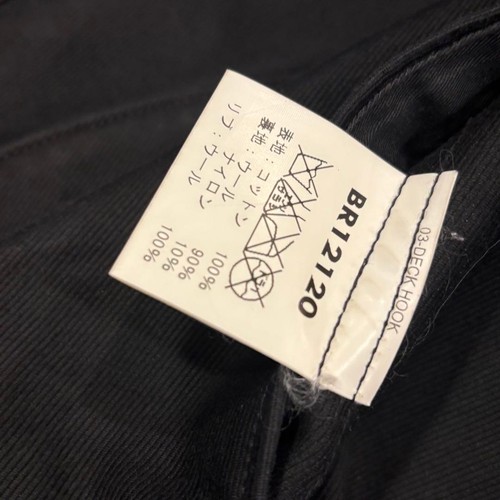 03-DECK HOOK
BR12120
表地:コットン 100%
裏地:ウール 90%
ナイロン 10%
リブ:ウール 100%